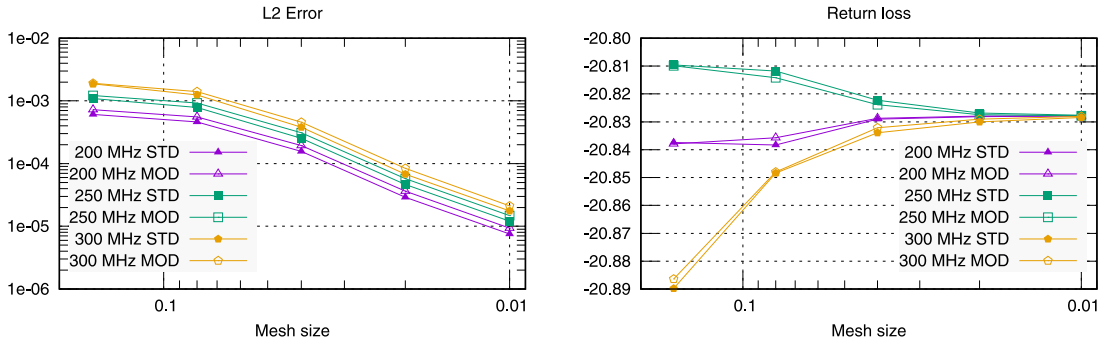 L2 Error
1e-02
1e-03
1e-04
1e-05
1e-06
200 MHz STD
200 MHz MOD
250 MHz STD
250 MHz MOD
300 MHz STD
300 MHz MOD
0.1
0.01
Mesh size
Return loss
-20.80
-20.81
-20.82
-20.83
-20.84
-20.85
-20.86
-20.87
-20.88
-20.89
200 MHz STD
200 MHz MOD
250 MHz STD
250 MHz MOD
300 MHz STD
300 MHz MOD
0.1
0.01
Mesh size